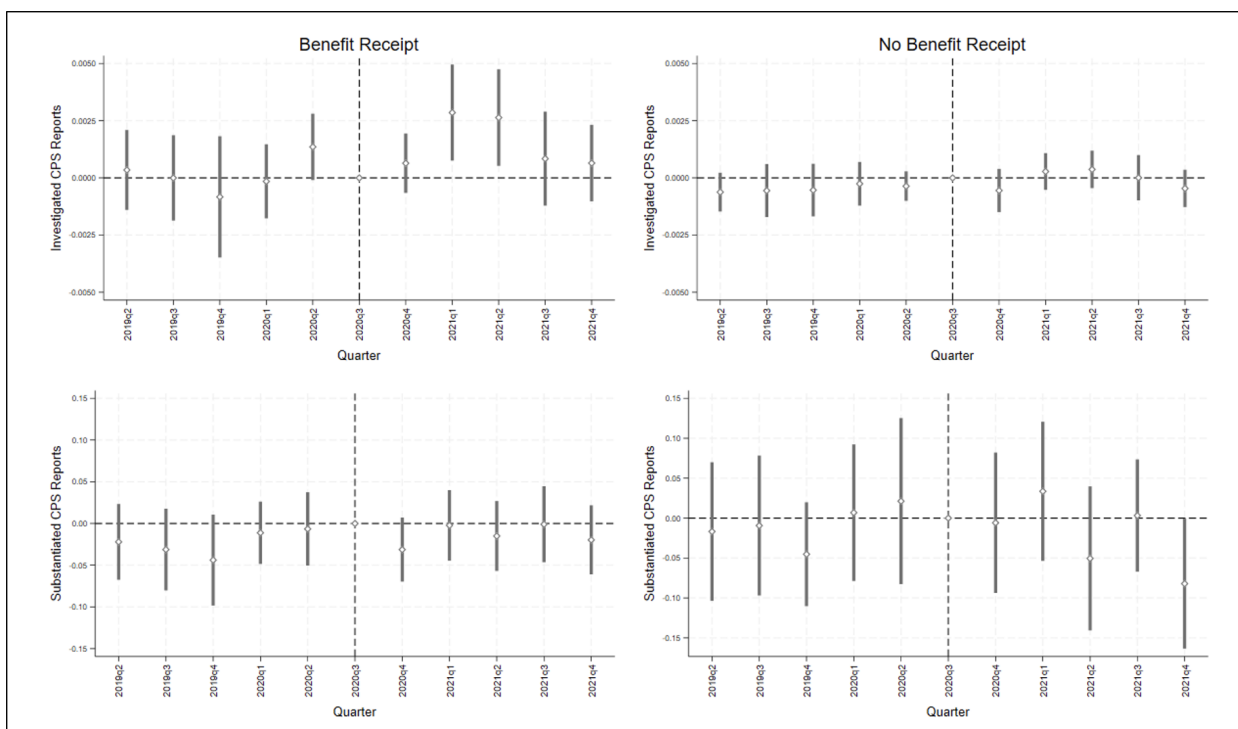 Benefit Receipt
Investigated CPS Reports
0.0050
0.0025
0.0000
-0.0025
-0.0050
2019q2
2019q3
2019q4
2020q1
2020q2
2020q3
2020q4
2021q1
2021q2
2021q3
2021q4
Quarter
No Benefit Receipt
Investigated CPS Reports
0.0050
0.0025
0.0000
-0.0025
-0.0050
2019q2
2019q3
2019q4
2020q1
2020q2
2020q3
2020q4
2021q1
2021q2
2021q3
2021q4
Quarter
Substantiated CPS Reports
0.15
0.10
0.05
0.00
-0.05
-0.10
-0.15
2019q2
2019q3
2019q4
2020q1
2020q2
2020q3
2020q4
2021q1
2021q2
2021q3
2021q4
Quarter
Substantiated CPS Reports
0.15
0.10
0.05
0.00
-0.05
-0.10
-0.15
2019q2
2019q3
2019q4
2020q1
2020q2
2020q3
2020q4
2021q1
2021q2
2021q3
2021q4
Quarter